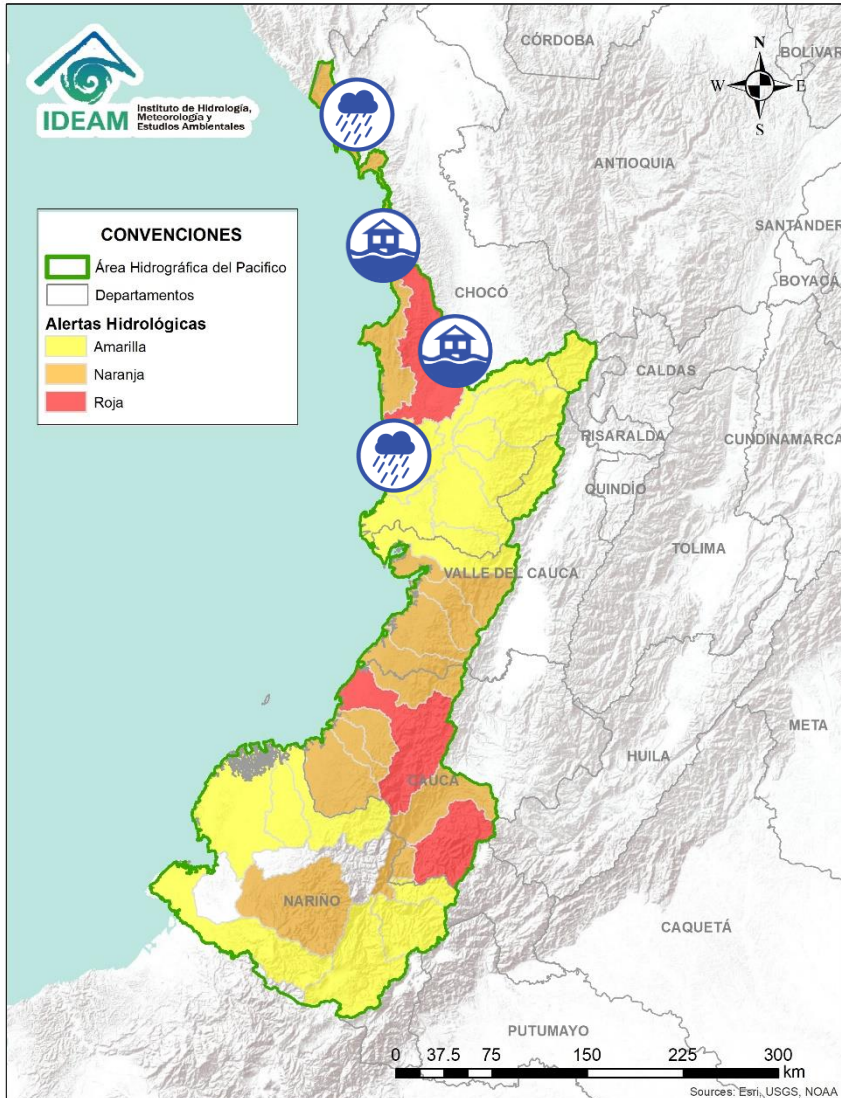 IDEAM
Instituto de Hidrología,
Meteorología y
Estudios Ambientales
CÓRDOBA
BOLÍVAR
N
W
E
S
ANTIOQUIA
SANTANDER
BOYACÁ
CONVENCIONES
Área Hidrográfica del Pacifico
Departamentos
Alertas Hidrológicas
Amarilla
Naranja
Roja
CHOCÓ
CALDAS
RISARALDA
CUNDINAMARCA
QUINDÍO
TOLIMA
VALLE DEL CAUCA
META
HUILA
CAUCA
NARIÑO
CAQUETÁ
PUTUMAYO
0 37.5 75 150 225 300
km
Sources: Esri, USGS, NOAA